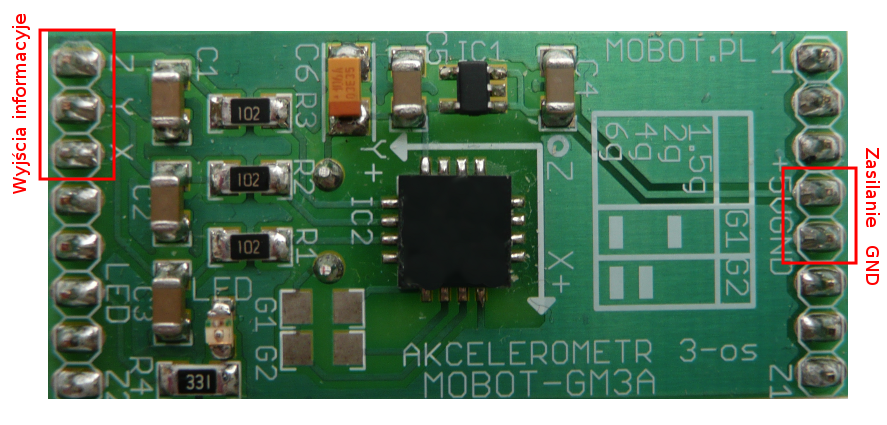 Wyjścia informacyje
Z
Y
X
LED
Z2
C1
C2
C3
R4
331
102
R3
102
R2
102
R1
LED
G1
G2
C6
C5
IC1
C4
IC2
Y+
Z
X+
MOBOT.PL
1
1.5g
2g
4g
6g
G1
G2
+5V
GND
Z1
AKCELEROMETR 3-os
MOBOT-GM3A
Zasilanie GND